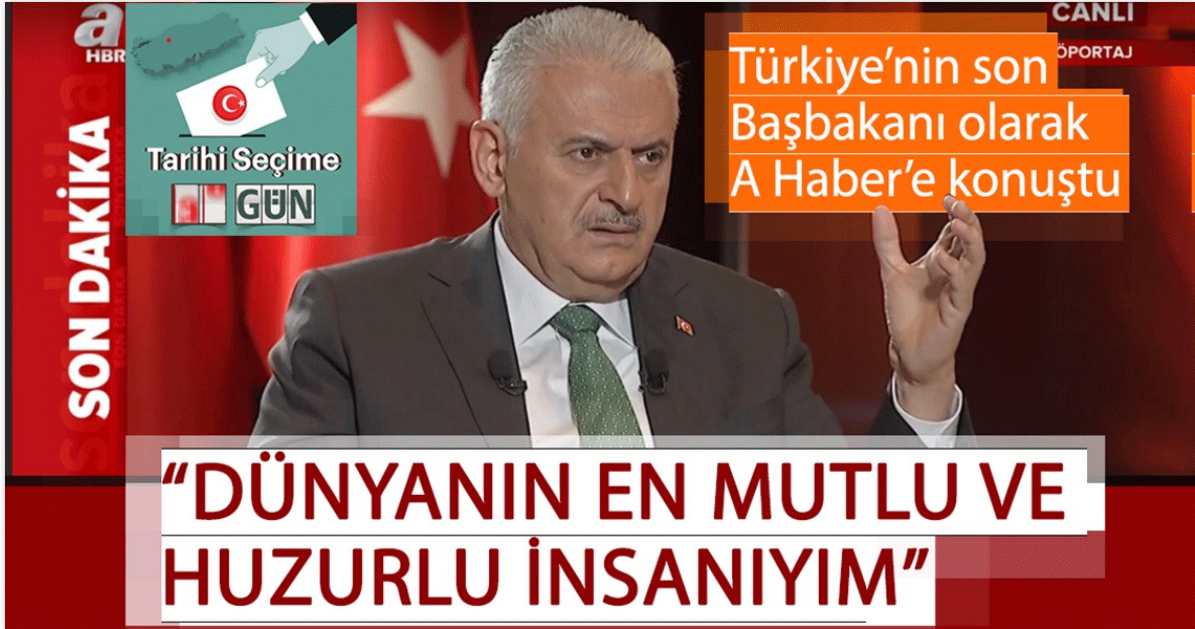 a
HBR
SON DAKİKA
Tarihi Seçime
GÜN
CANLI
ÖPORTAJ
Türkiye’nin son
Başbakanı olarak
A Haber’e konuştu
“DÜNYANIN EN MUTLU VE
HUZURLU İNSANIYIM”